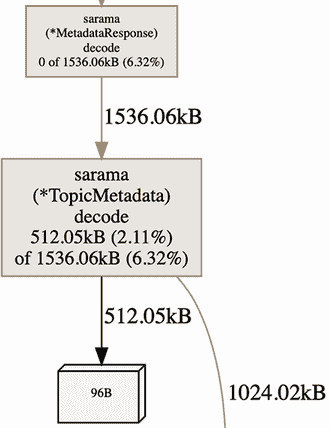 sarama
(*MetadataResponse)
decode
0 of 1536.06kB (6.32%)
1536.06kB
sarama
(*TopicMetadata)
decode
512.05kB (2.11%)
of 1536.06kB (6.32%)
512.05kB
96B
1024.02kB